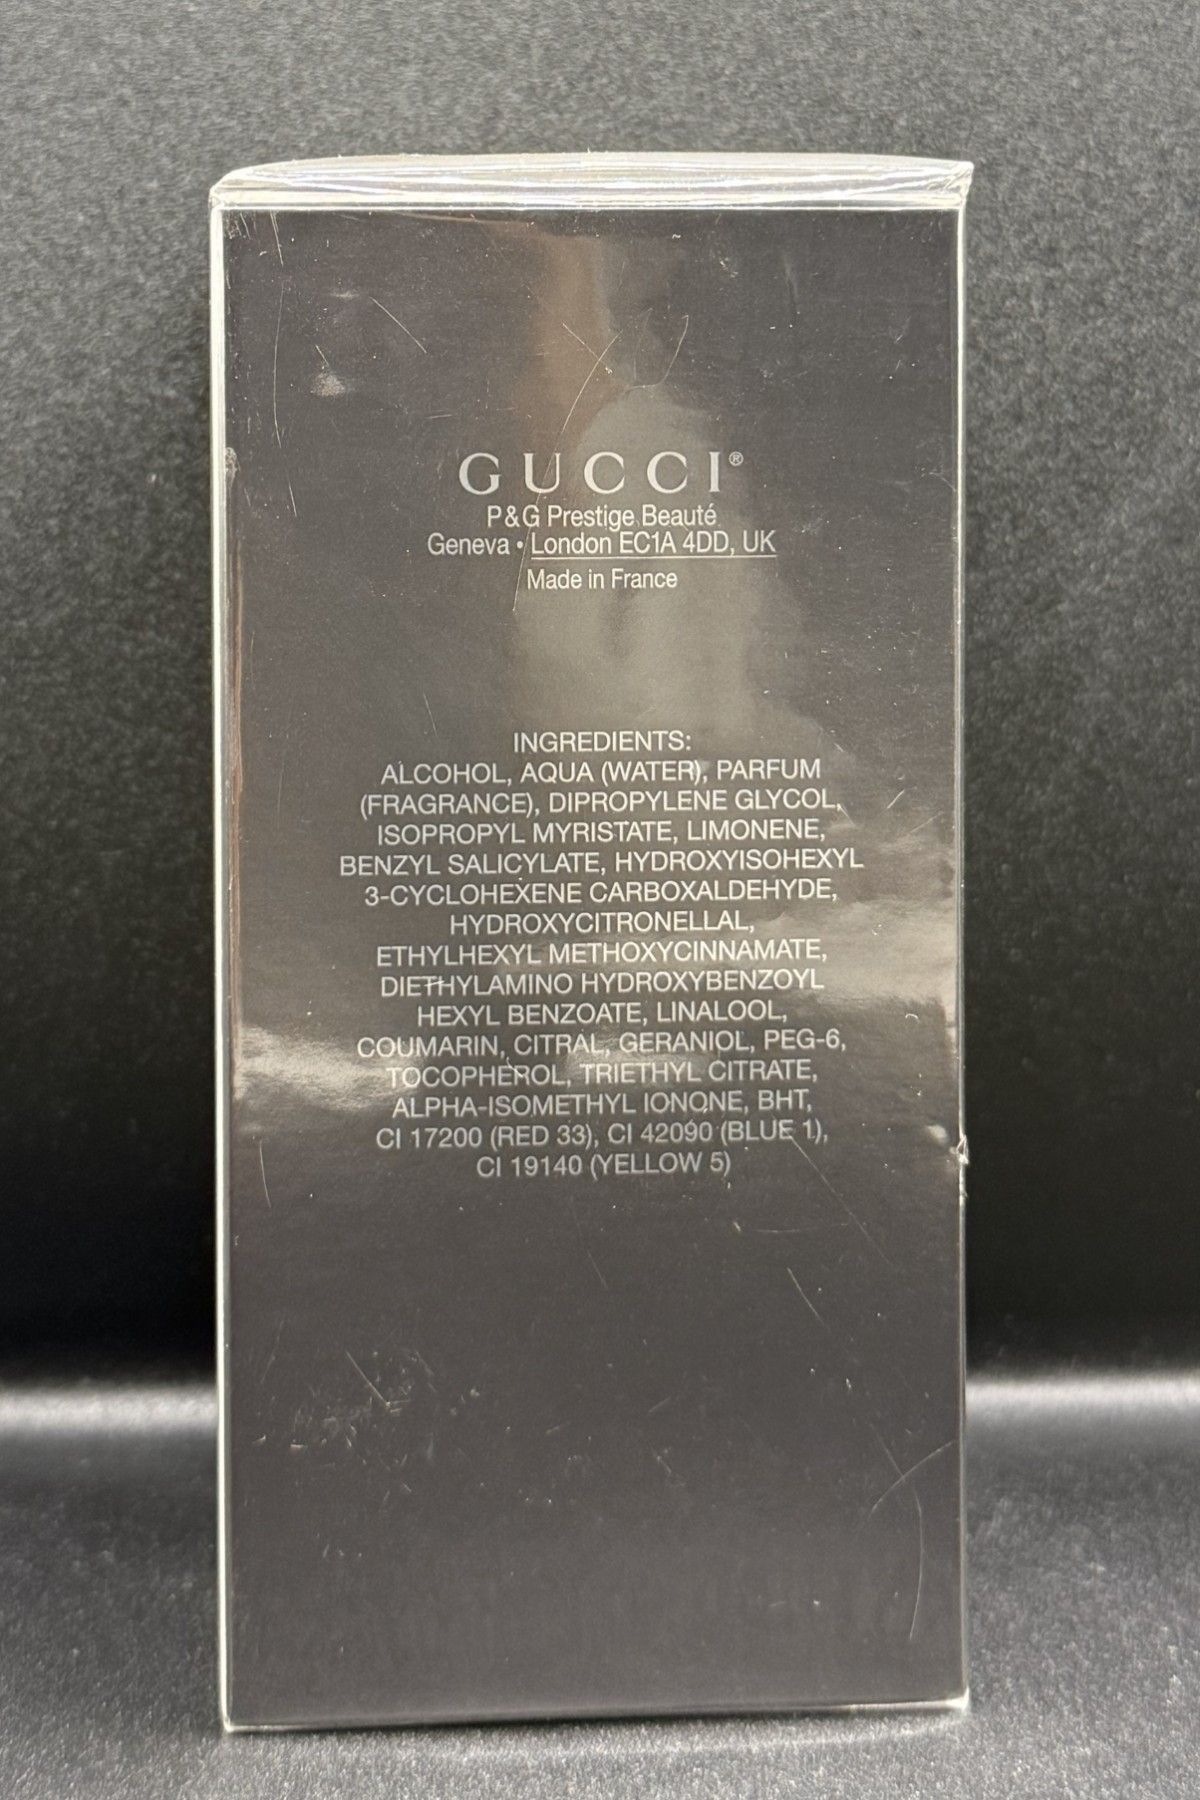 GUCCI®
P&G Prestige Beauté
Geneva • London EC1A 4DD, UK
Made in France
INGREDIENTS:
ALCOHOL, AQUA (WATER), PARFUM
(FRAGRANCE), DIPROPYLENE GLYCOL,
ISOPROPYL MYRISTATE, LIMONENE,
BENZYL SALICYLATE, HYDROXYISOHEXYL
3-CYCLOHEXENE CARBOXALDEHYDE,
HYDROXYCITRONELLAL,
ETHYLHEXYL METHOXYCINNAMATE,
DIETHYLAMINO HYDROXYBENZOYL
HEXYL BENZOATE, LINALOOL,
COUMARIN, CITRAL, GERANIOL, PEG-6,
TOCOPHEROL, TRIETHYL CITRATE,
ALPHA-ISOMETHYL IONONE, BHT,
CI 17200 (RED 33), CI 42090 (BLUE 1),
CI 19140 (YELLOW 5)